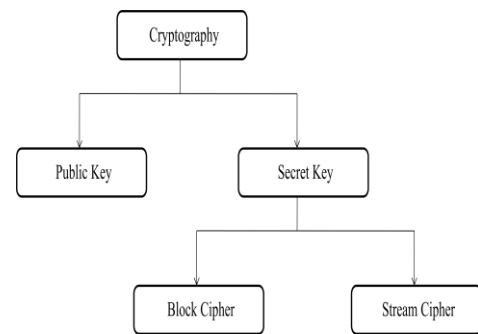 Cryptography
Public Key
Secret Key
Block Cipher
Stream Cipher